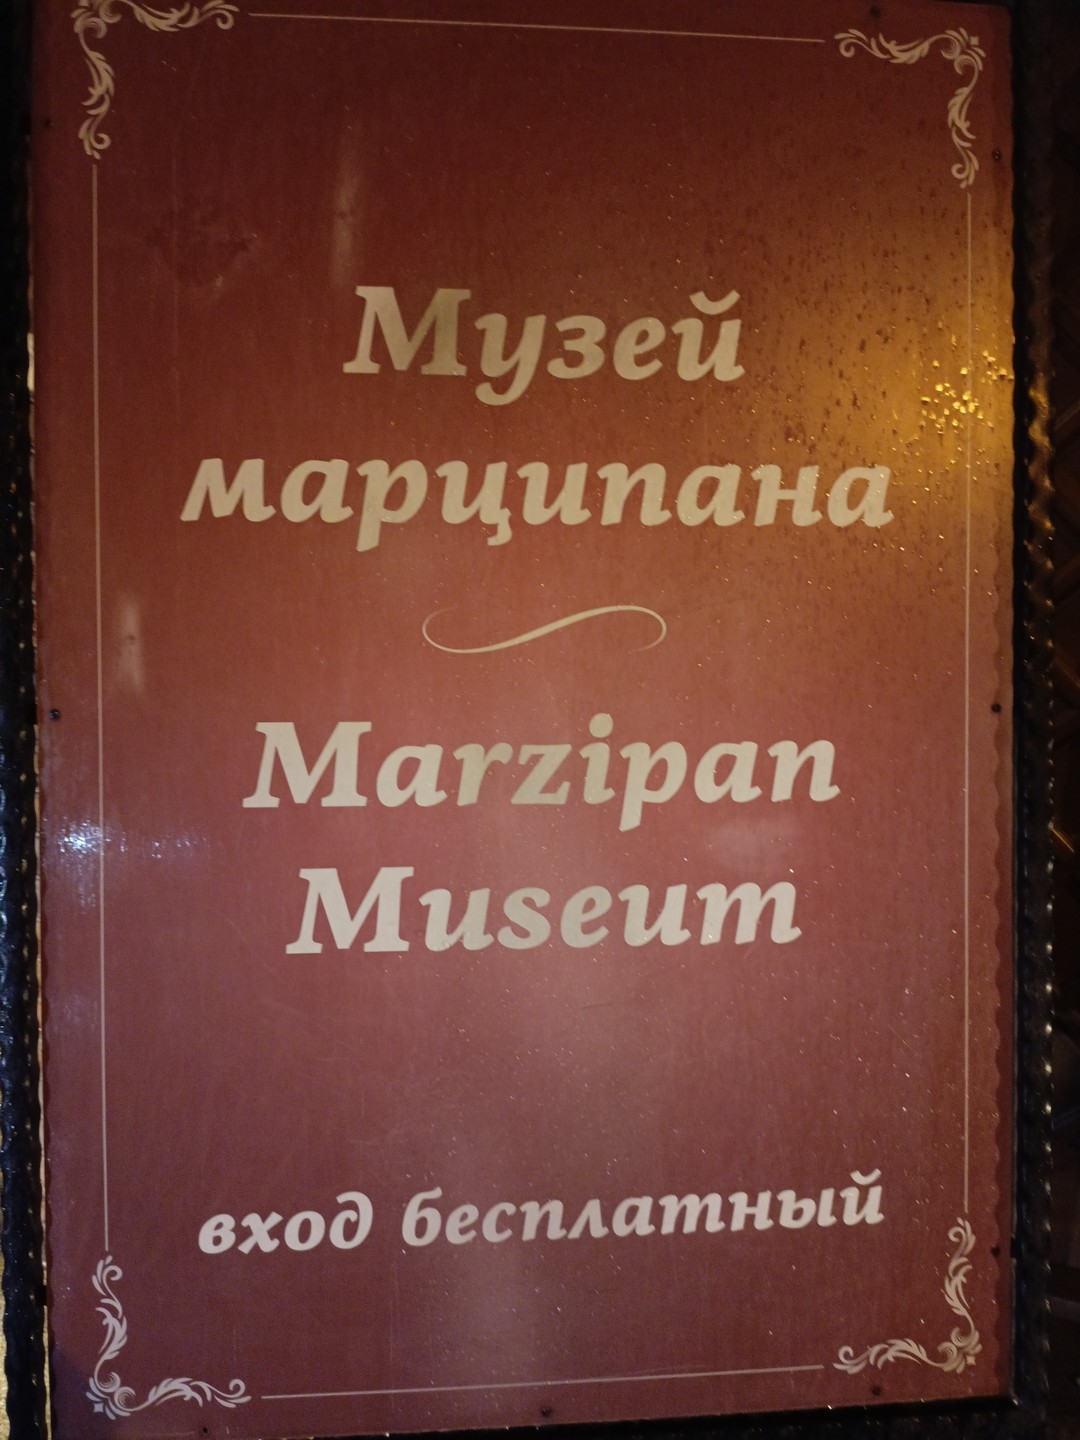 Музей
марципана
Marzipan
Museum
вход бесплатный